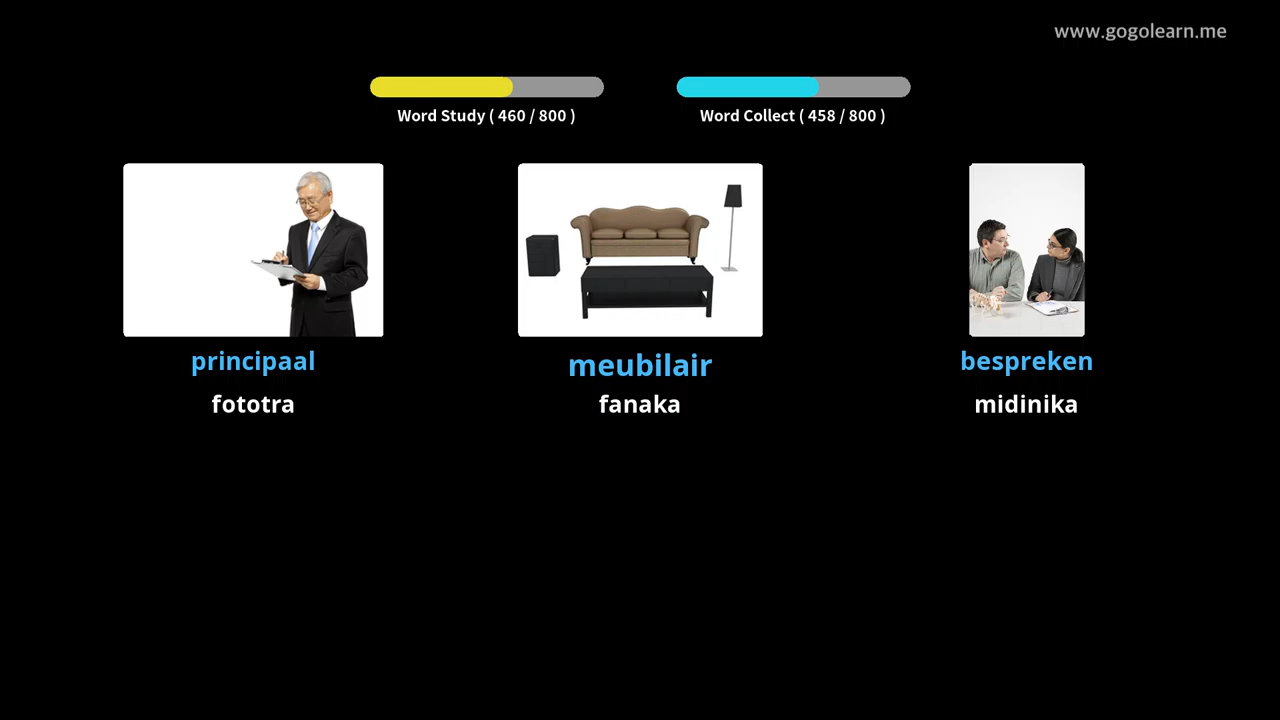 www.gogolearn.me
Word Study ( 460 / 800 )
Word Collect ( 458 / 800 )
principaal
meubilair
bespreken
fototra
fanaka
midinika